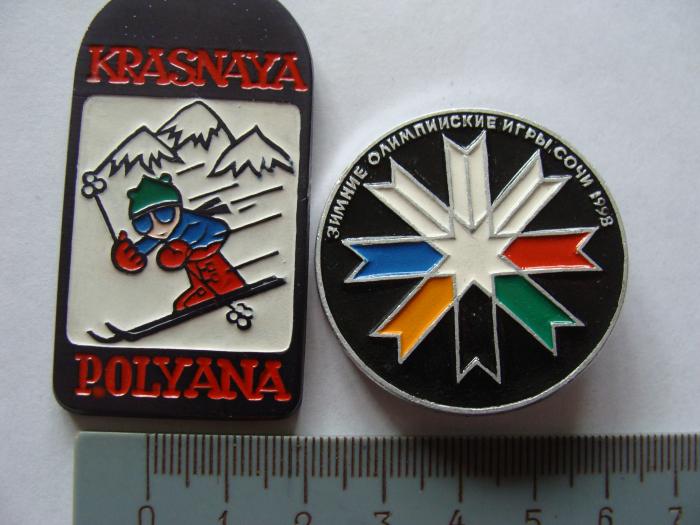 KRASNAYA
P.OLYANA
ЗИМНИЕ ОЛИМПИЙСКИЕ ИГРЫ. СОЧИ 1998
0 1 2 3 4 5 6 7